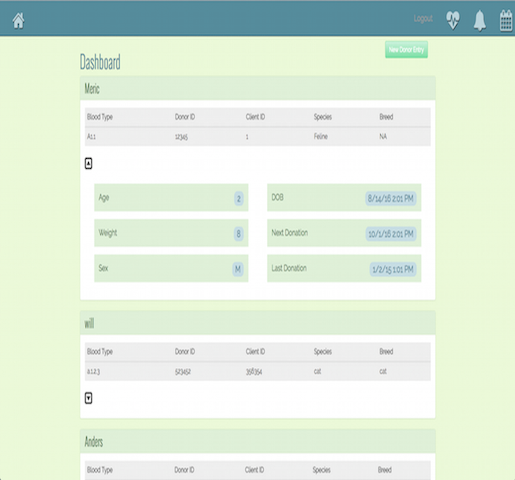 Logout
New Donor Entry
Dashboard
Meric
Blood Type Donor ID Client ID Species Breed
A1.1 12345 1 Feline NA
Age 2 DOB 8/14/16 2:01 PM
Weight 8 Next Donation 10/1/16 2:01 PM
Sex M Last Donation 1/2/15 1:01 PM
will
Blood Type Donor ID Client ID Species Breed
a.1.2.3 523452 356354 cat cat
Anders
Blood Type Donor ID Client ID Species Breed